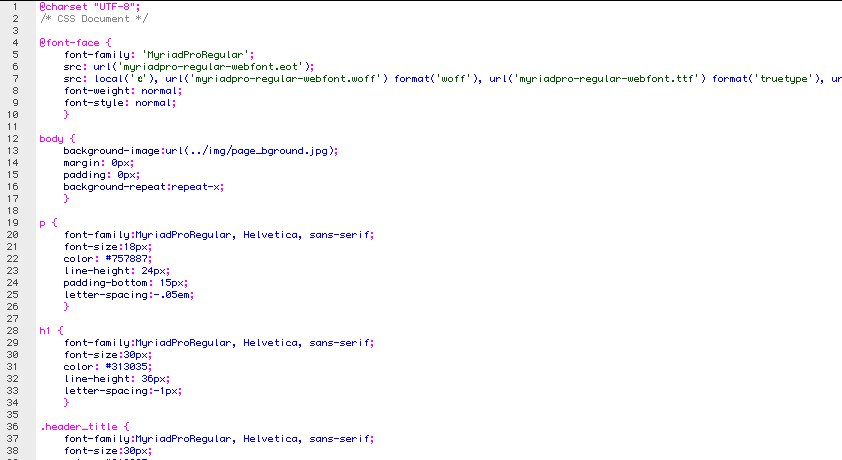 1 @charset "UTF-8";
2 /* CSS Document */
3
4 @font-face {
5 font-family: 'MyriadProRegular';
6 src: url('myriadpro-regular-webfont.eot');
7 src: local('¢'), url('myriadpro-regular-webfont.woff') format('woff'), url('myriadpro-regular-webfont.ttf') format('truetype'), ur
8 font-weight: normal;
9 font-style: normal;
10 }
11
12 body {
13 background-image:url(../img/page_bground.jpg);
14 margin: 0px;
15 padding: 0px;
16 background-repeat:repeat-x;
17 }
18
19 p {
20 font-family:MyriadProRegular, Helvetica, sans-serif;
21 font-size:18px;
22 color: #757887;
23 line-height: 24px;
24 padding-bottom: 15px;
25 letter-spacing:-.05em;
26 }
27
28 h1 {
29 font-family:MyriadProRegular, Helvetica, sans-serif;
30 font-size:30px;
31 color: #313035;
32 line-height: 36px;
33 letter-spacing:-1px;
34 }
35
36 .header_title {
37 font-family:MyriadProRegular, Helvetica, sans-serif;
38 font-size:30px;